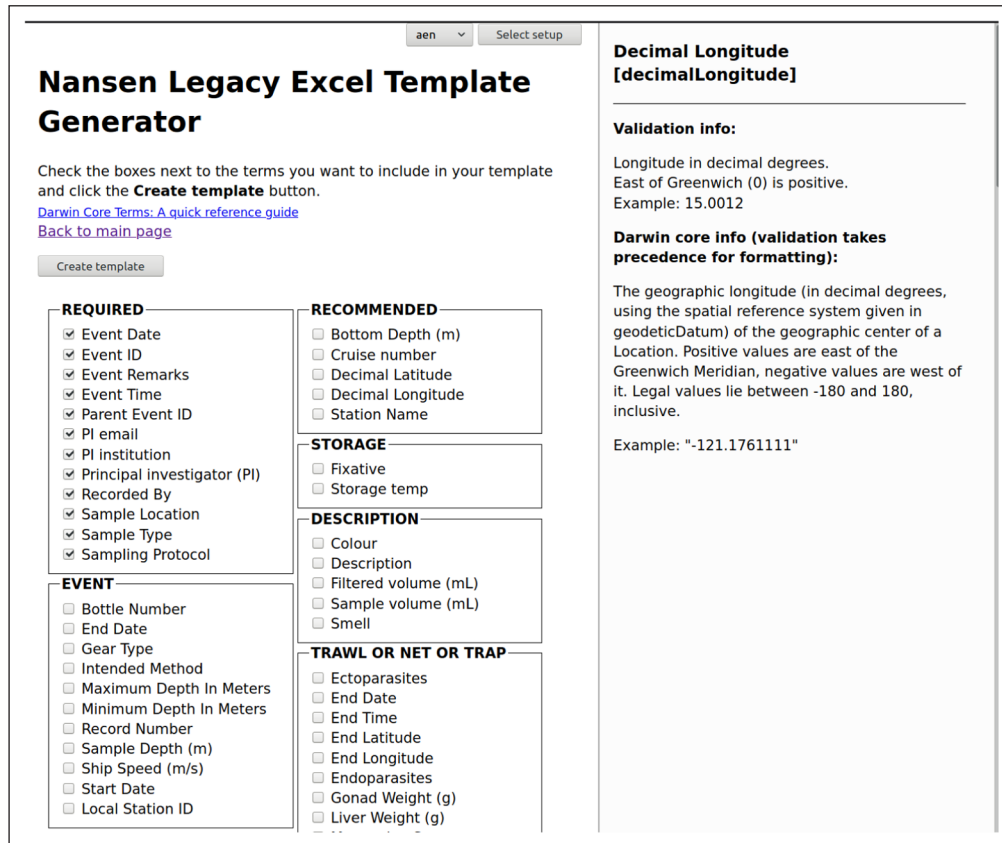 aen
Select setup
Nansen Legacy Excel Template
Generator
Check the boxes next to the terms you want to include in your template
and click the Create template button.
Darwin Core Terms: A quick reference guide
Back to main page
Create template
REQUIRED
Event Date
Event ID
Event Remarks
Event Time
Parent Event ID
PI email
PI institution
Principal investigator (PI)
Recorded By
Sample Location
Sample Type
Sampling Protocol
EVENT
Bottle Number
End Date
Gear Type
Intended Method
Maximum Depth In Meters
Minimum Depth In Meters
Record Number
Sample Depth (m)
Ship Speed (m/s)
Start Date
Local Station ID
RECOMMENDED
Bottom Depth (m)
Cruise number
Decimal Latitude
Decimal Longitude
Station Name
STORAGE
Fixative
Storage temp
DESCRIPTION
Colour
Description
Filtered volume (mL)
Sample volume (mL)
Smell
TRAWL OR NET OR TRAP
Ectoparasites
End Date
End Time
End Latitude
End Longitude
Endoparasites
Gonad Weight (g)
Liver Weight (g)
Decimal Longitude
[decimalLongitude]
Validation info:
Longitude in decimal degrees.
East of Greenwich (0) is positive.
Example: 15.0012
Darwin core info (validation takes
precedence for formatting):
The geographic longitude (in decimal degrees,
using the spatial reference system given in
geodeticDatum) of the geographic center of a
Location. Positive values are east of the
Greenwich Meridian, negative values are west of
it. Legal values lie between -180 and 180,
inclusive.
Example: "-121.1761111"